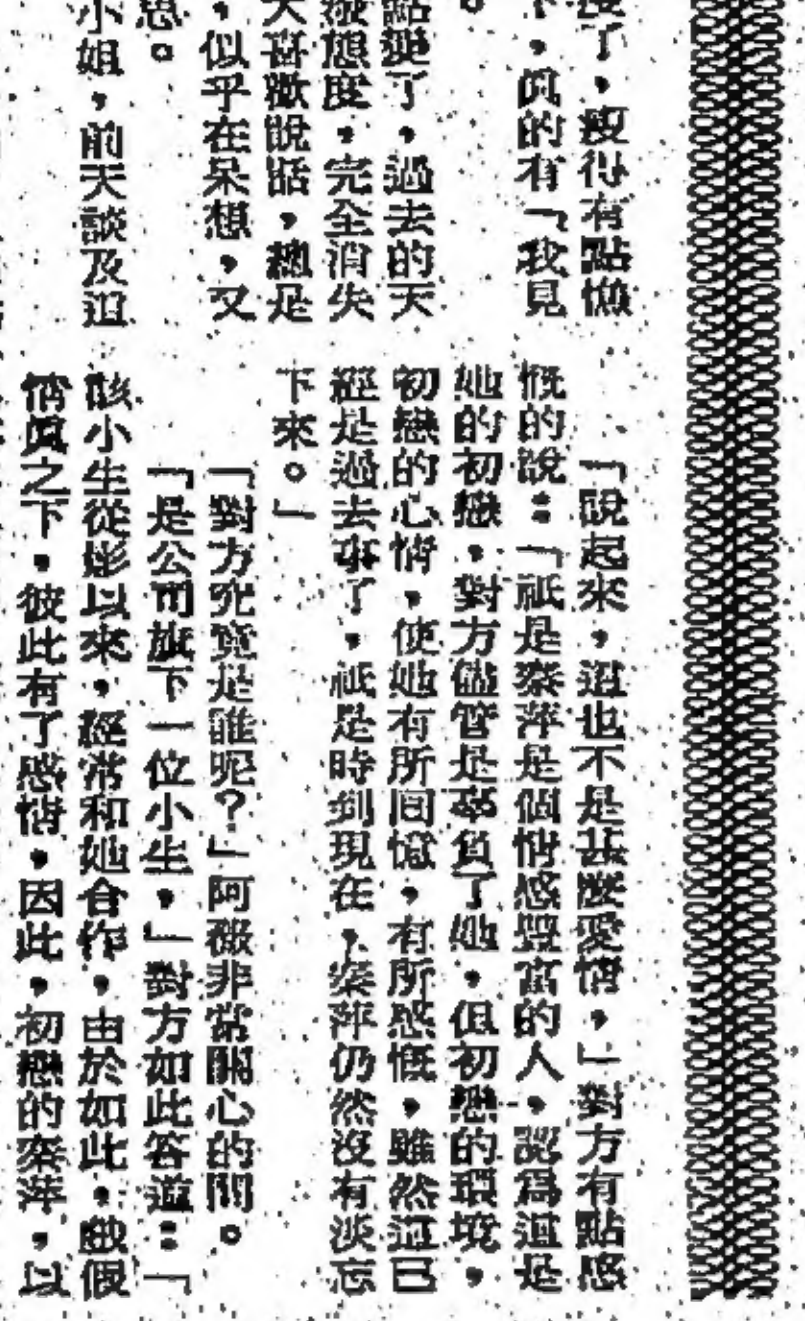 瘦了,瘦得有點憔
下,眞的有「我見
。
點變了,過去的天
態度,完全消失
大喜歡說話,總是
,似乎在呆想,又
思。
小姐,前天談及這
「說起來,這也不是甚麼愛情,」對方有點感
慨的說:「祇是秦萍是個情感豐富的人,認爲這是
她的初戀,對方儘管是辜負了她,但初戀的環境,
初戀的心情,使她有所回憶,有所感慨,雖然這已
經是過去事了,祇是時到現在,秦萍仍然沒有淡忘
下來。」
「對方究竟是誰呢?」阿薇非常關心的問。
「是公司旗下一位小生,」對方如此答道:「
該小生從影以來,經常和她合作,由於如此,戲假
情眞之下,彼此有了感情,因此,初戀的秦萍,以